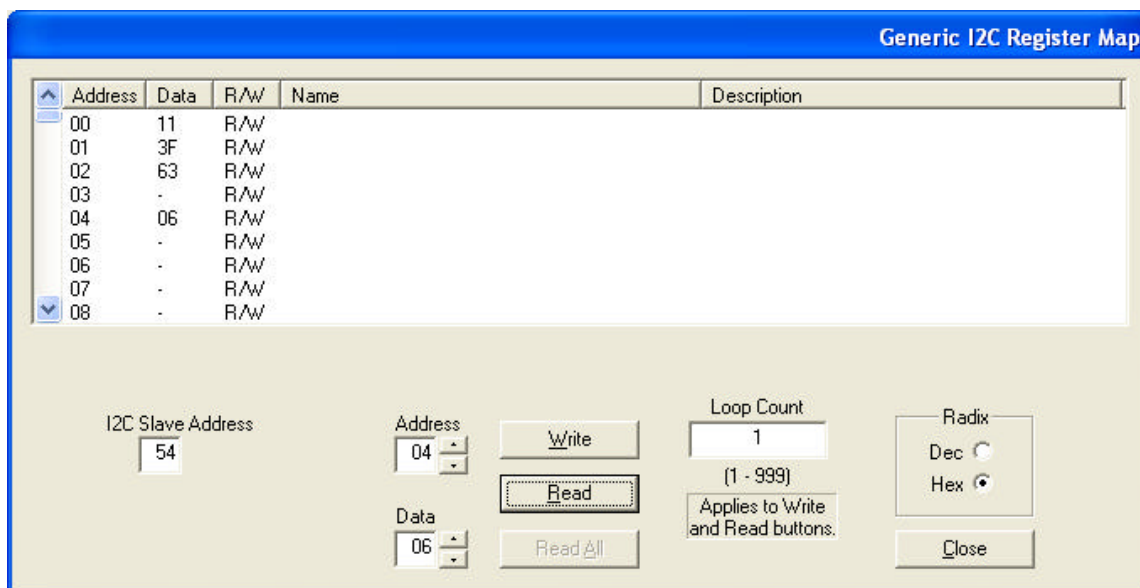 Generic I2C Register Map
Address Data R/W Name Description
00 11 R/W
01 3F R/W
02 63 R/W
03 - R/W
04 06 R/W
05 - R/W
06 - R/W
07 - R/W
08 - R/W
I2C Slave Address
54
Address
04
Data
06
Write
Read
Read All
Loop Count
1
(1 - 999)
Applies to Write
and Read buttons.
Radix
Dec
Hex
Close